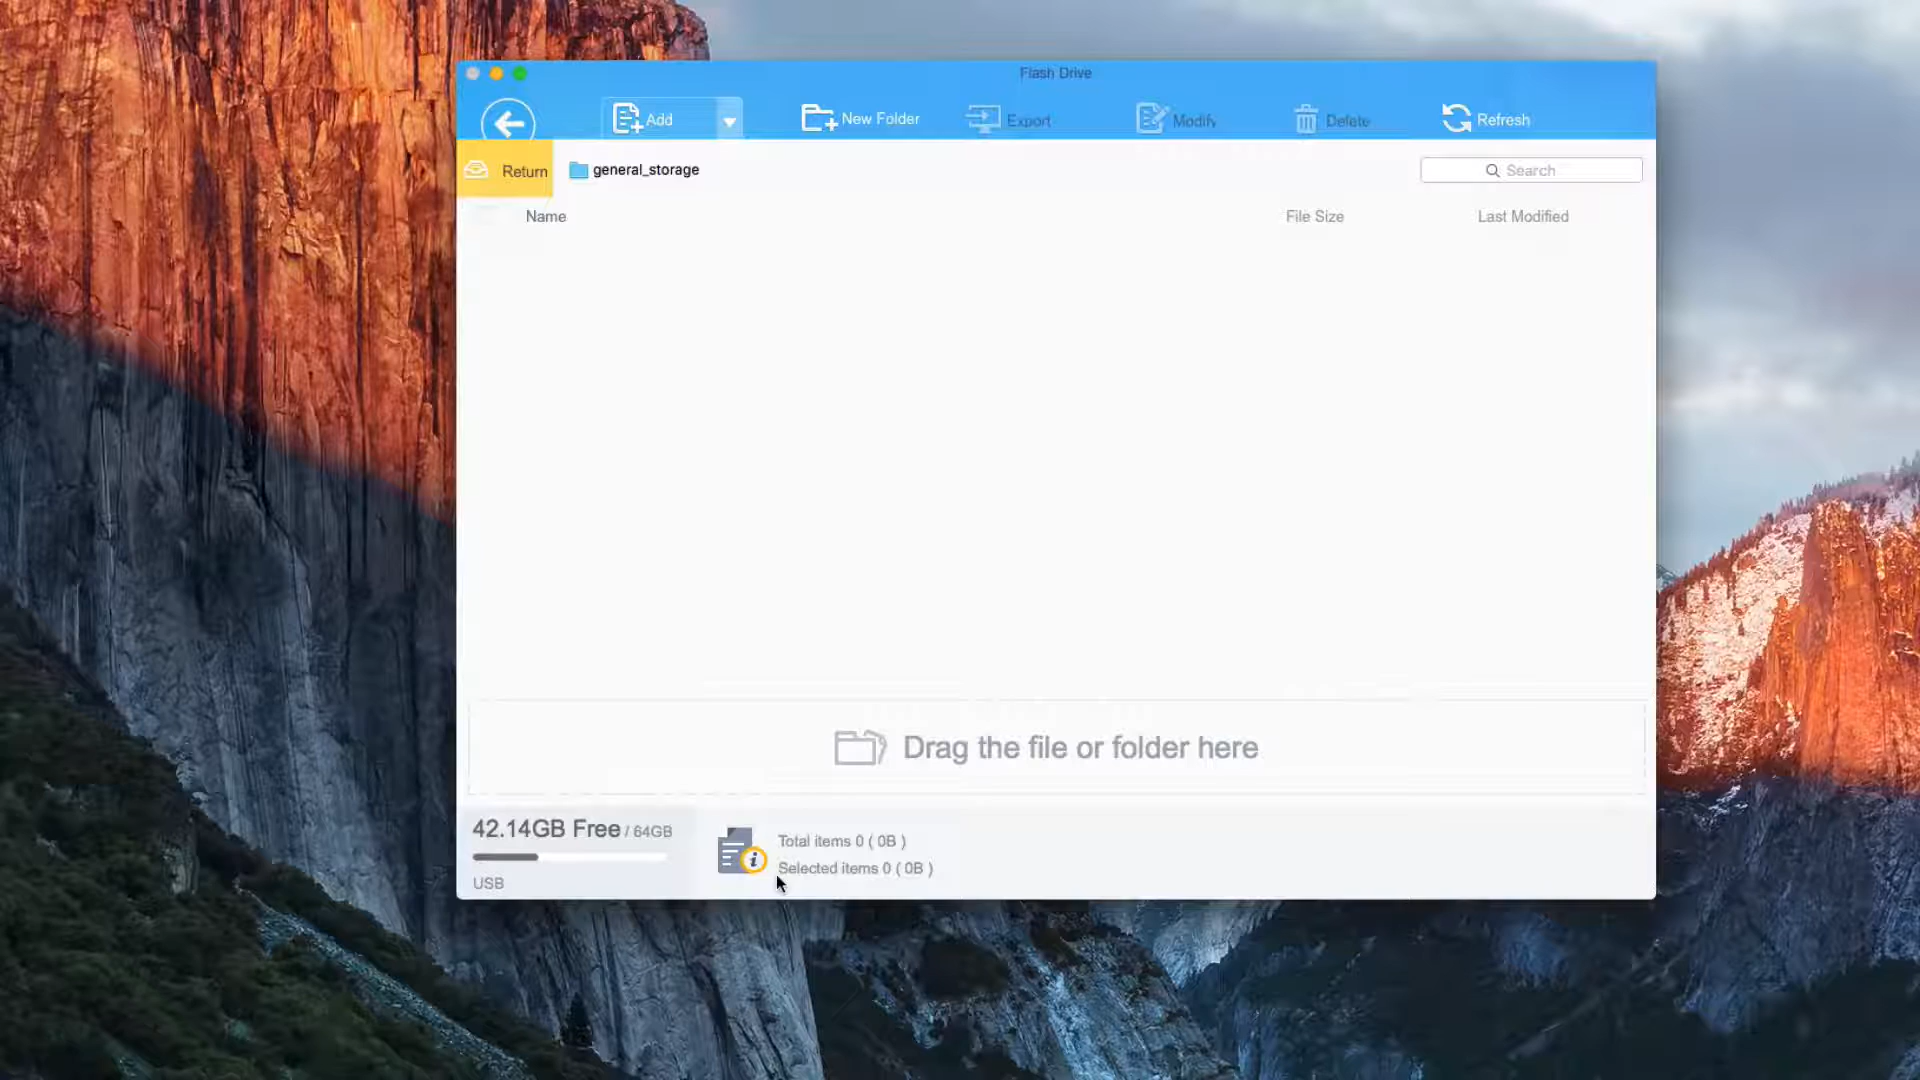 Flash Drive
Add
New Folder
Export
Modify
Delete
Refresh
Return
general_storage
Search
Name
File Size
Last Modified
Drag the file or folder here
42.14GB Free / 64GB
USB
Total items 0 ( 0B )
Selected items 0 ( 0B )